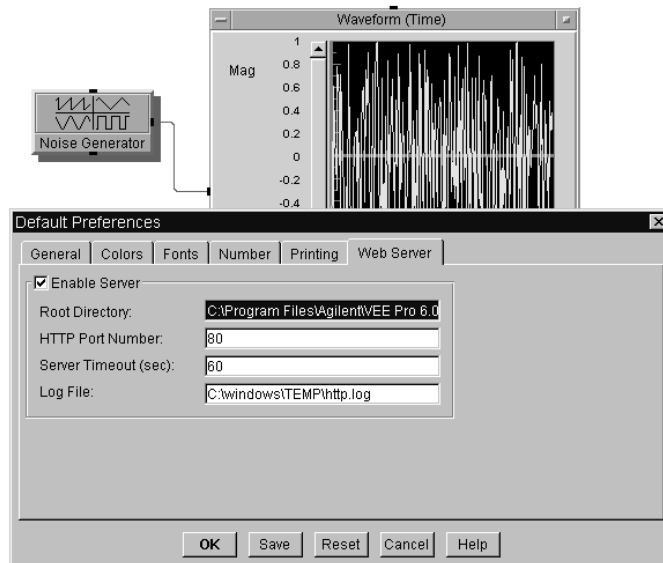 Waveform (Time)
Mag
1
0.8
0.6
0.4
0.2
0
-0.2
-0.4
Noise Generator
Default Preferences
General Colors Fonts Number Printing Web Server
Enable Server
Root Directory: C:\Program Files\Agilent\VEE Pro 6.0
HTTP Port Number: 80
Server Timeout (sec): 60
Log File: C:\windows\TEMP\http.log
OK Save Reset Cancel Help